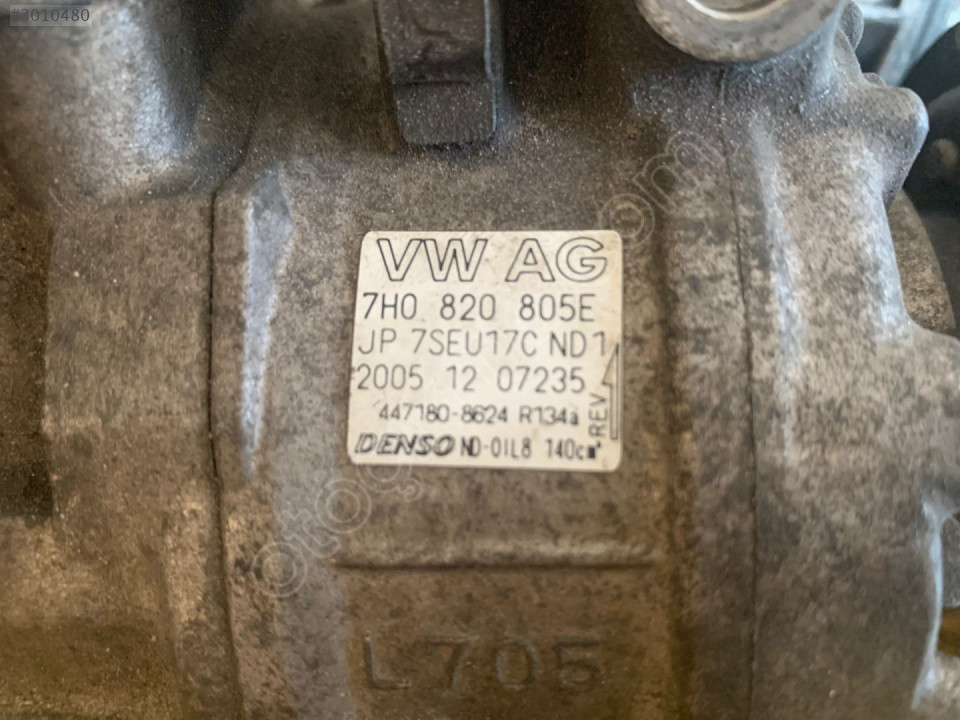 #3010480
VW AG
7H0 820 805E
JP 7SEU17C ND1
2005 12 07235
447180-8624 R134a
REV
DENSO ND-OIL8 140cm³
L705